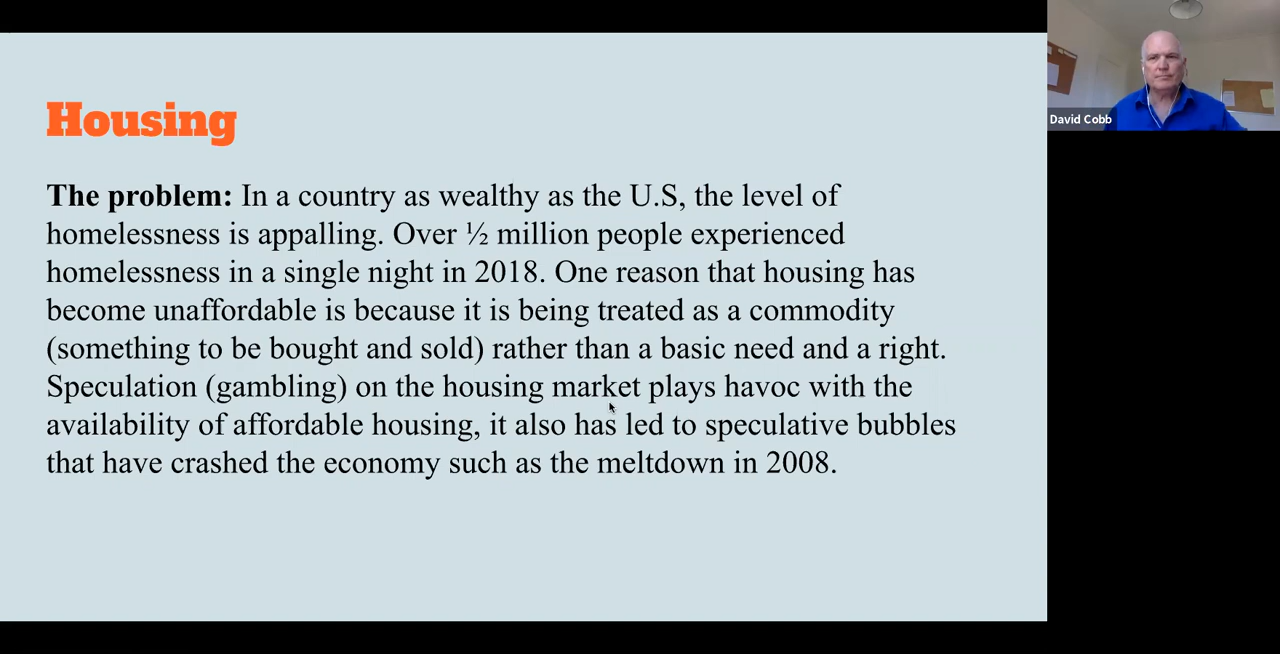 Housing
The problem: In a country as wealthy as the U.S, the level of
homelessness is appalling. Over ½ million people experienced
homelessness in a single night in 2018. One reason that housing has
become unaffordable is because it is being treated as a commodity
(something to be bought and sold) rather than a basic need and a right.
Speculation (gambling) on the housing market plays havoc with the
availability of affordable housing, it also has led to speculative bubbles
that have crashed the economy such as the meltdown in 2008.
David Cobb